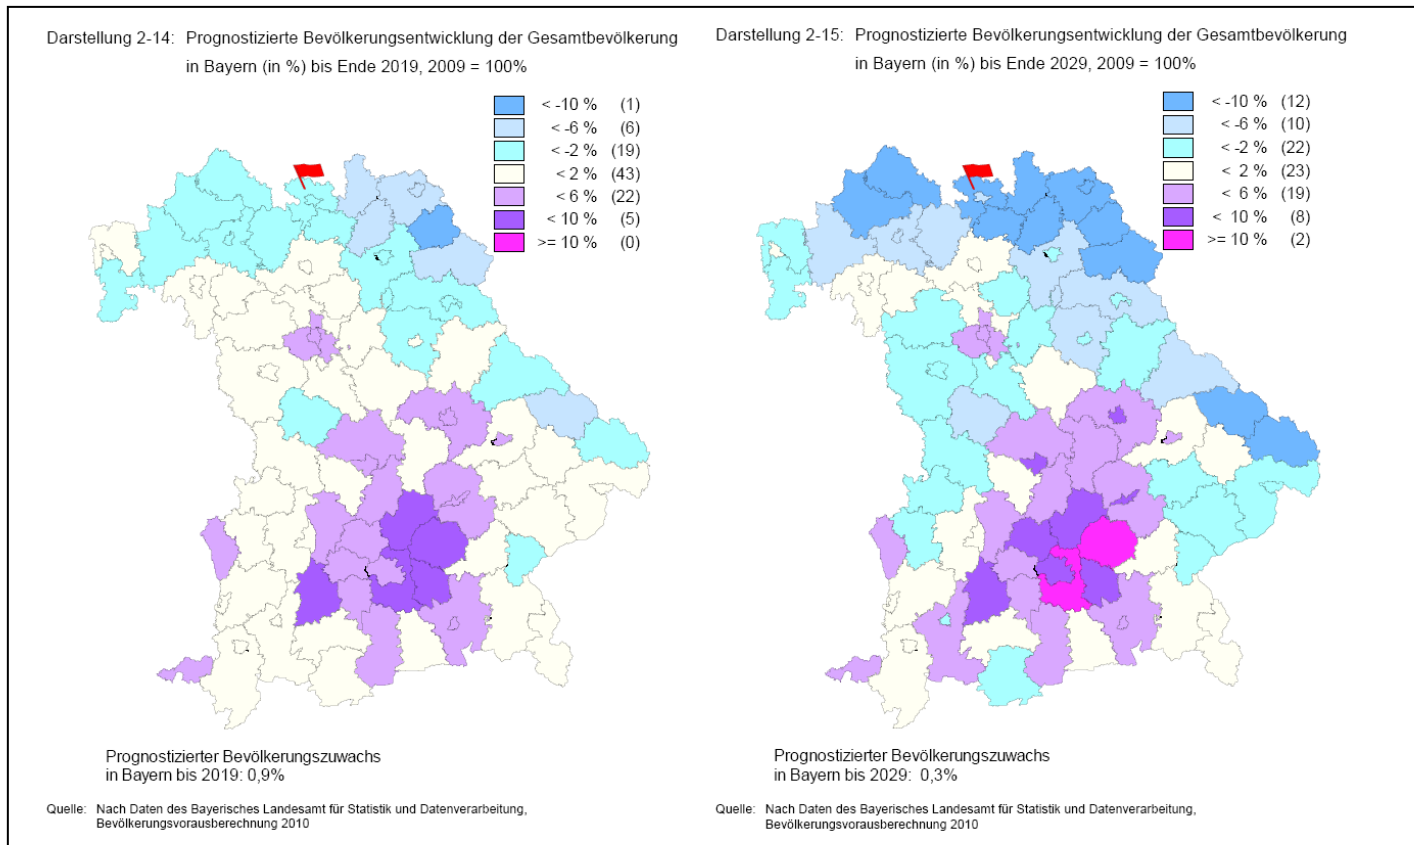 Darstellung 2-14: Prognostizierte Bevölkerungsentwicklung der Gesamtbevölkerung
in Bayern (in %) bis Ende 2019, 2009 = 100%
< -10 % (1)
< -6 % (6)
< -2 % (19)
< 2 % (43)
< 6 % (22)
< 10 % (5)
>= 10 % (0)
Prognostizierter Bevölkerungszuwachs
in Bayern bis 2019: 0,9%
Quelle: Nach Daten des Bayerisches Landesamt für Statistik und Datenverarbeitung,
Bevölkerungsvorausberechnung 2010
Darstellung 2-15: Prognostizierte Bevölkerungsentwicklung der Gesamtbevölkerung
in Bayern (in %) bis Ende 2029, 2009 = 100%
< -10 % (12)
< -6 % (10)
< -2 % (22)
< 2 % (23)
< 6 % (19)
< 10 % (8)
>= 10 % (2)
Prognostizierter Bevölkerungszuwachs
in Bayern bis 2029: 0,3%
Quelle: Nach Daten des Bayerisches Landesamt für Statistik und Datenverarbeitung,
Bevölkerungsvorausberechnung 2010